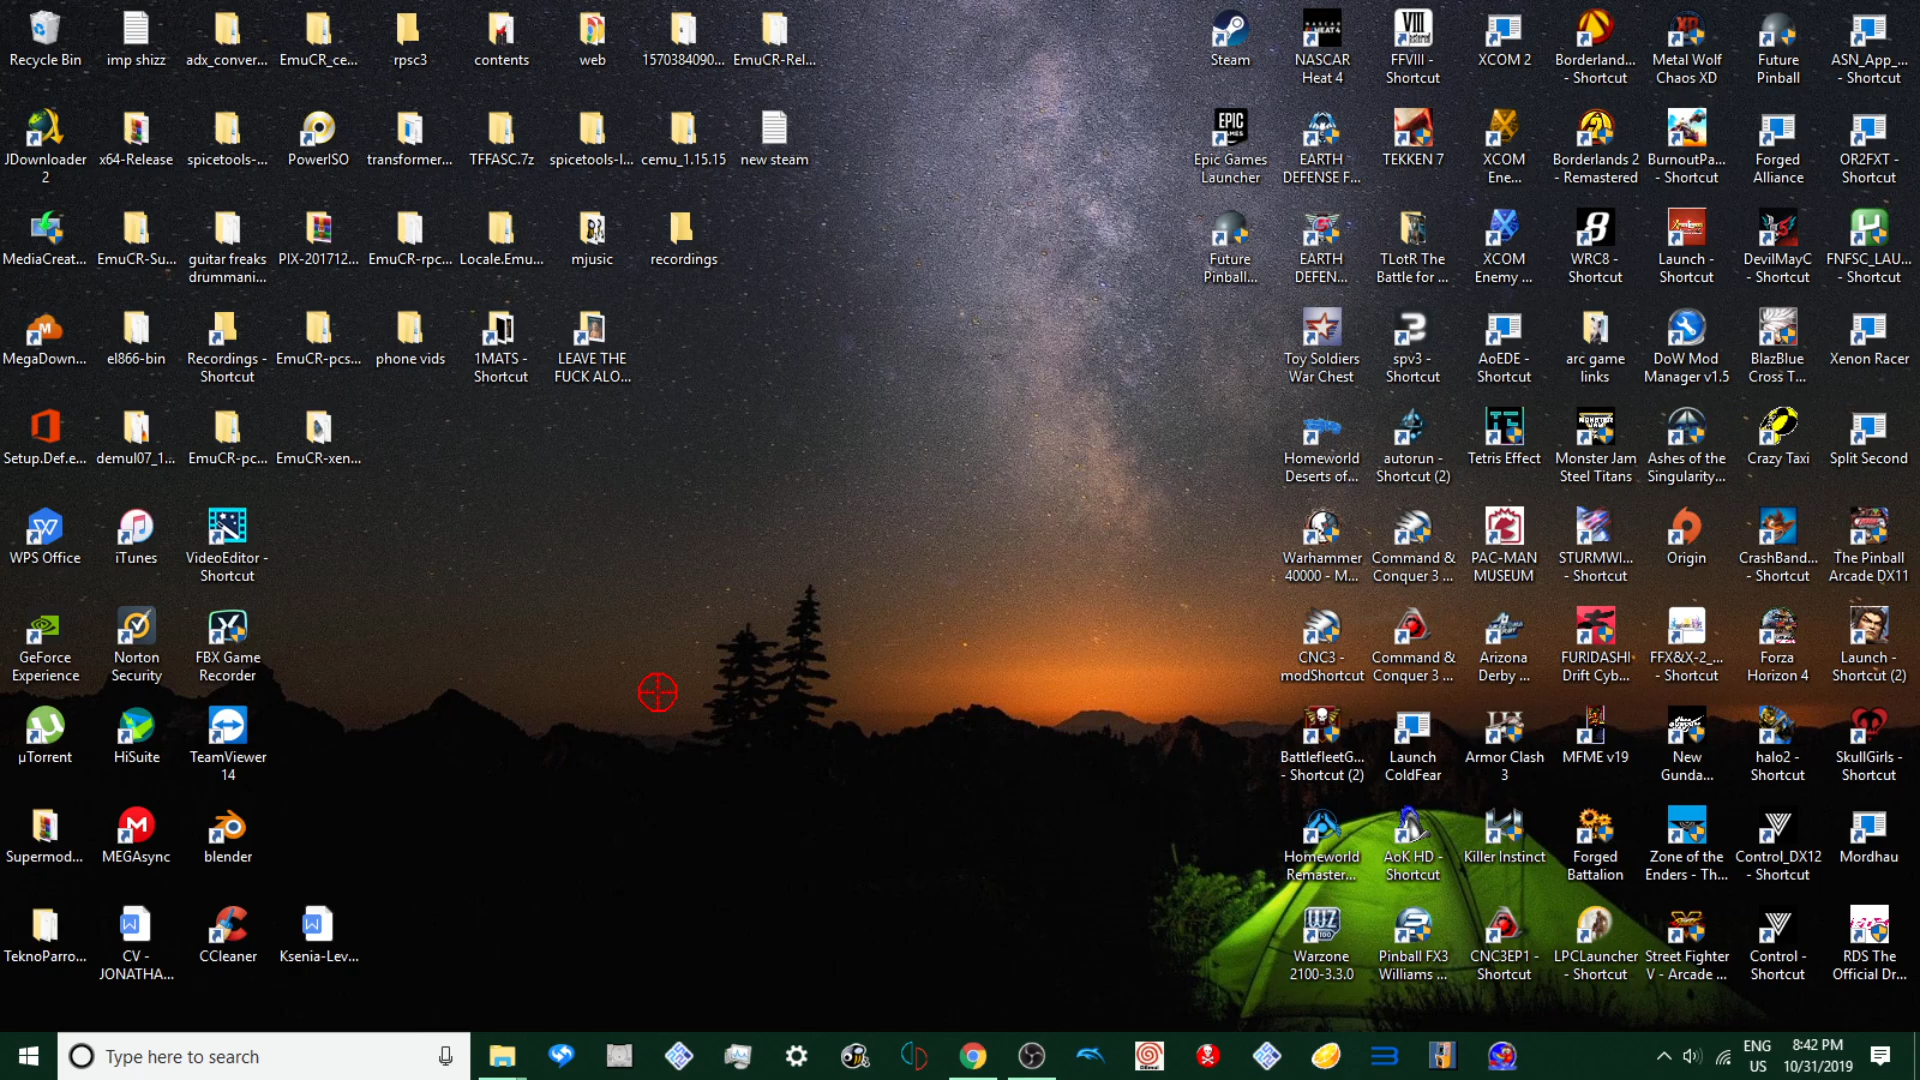 Recycle Bin
imp shizz
adx_conver...
EmuCR_ce...
rpsc3
contents
web
1570384090...
EmuCR-Rel...
Steam
NASCAR
Heat 4
FFVIII -
Shortcut
XCOM 2
Borderland...
- Shortcut
Metal Wolf
Chaos XD
Future
Pinball
ASN_App_...
- Shortcut
JDownloader
2
x64-Release
spicetools-...
PowerISO
transformer...
TFFASC.7z
spicetools-l...
cemu_1.15.15
new steam
Epic Games
Launcher
EARTH
DEFENSE F...
TEKKEN 7
XCOM
Ene...
Borderlands 2
- Remastered
BurnoutPa...
- Shortcut
Forged
Alliance
OR2FXT -
Shortcut
MediaCreat...
EmuCR-Su...
guitar freaks
drummani...
PIX-201712...
EmuCR-rpc...
Locale.Emu...
mjusic
recordings
Future
Pinball...
EARTH
DEFEN...
TLotR The
Battle for ...
XCOM
Enemy ...
WRC8 -
Shortcut
Launch -
Shortcut
DevilMayC
- Shortcut
FNFSC_LAU...
- Shortcut
MegaDown...
el866-bin
Recordings -
Shortcut
EmuCR-pcs...
phone vids
1MATS -
Shortcut
LEAVE THE
FUCK ALO...
Toy Soldiers
War Chest
spv3 -
Shortcut
AoEDE -
Shortcut
arc game
links
DoW Mod
Manager v1.5
BlazBlue
Cross T...
Xenon Racer
Setup.Def.e...
demul07_1...
EmuCR-pc...
EmuCR-xen...
Homeworld
Deserts of...
autorun -
Shortcut (2)
Tetris Effect
Monster Jam
Steel Titans
Ashes of the
Singularity...
Crazy Taxi
Split Second
WPS Office
iTunes
VideoEditor -
Shortcut
Warhammer
40000 - M...
Command &
Conquer 3 ...
PAC-MAN
MUSEUM
STURMWI...
- Shortcut
Origin
CrashBand...
- Shortcut
The Pinball
Arcade DX11
GeForce
Experience
Norton
Security
FBX Game
Recorder
CNC3 -
modShortcut
Command &
Conquer 3 ...
Arizona
Derby ...
FURIDASHI
Drift Cyb...
FFX&X-2_...
- Shortcut
Forza
Horizon 4
Launch -
Shortcut (2)
µTorrent
HiSuite
TeamViewer
14
BattlefleetG...
- Shortcut (2)
Launch
ColdFear
Armor Clash
3
MFME v19
New
Gunda...
halo2 -
Shortcut
SkullGirls -
Shortcut
Supermod...
MEGAsync
blender
Homeworld
Remaster...
AoK HD -
Shortcut
Killer Instinct
Forged
Battalion
Zone of the
Enders - Th...
Control_DX12
- Shortcut
Mordhau
TeknoParro...
CV -
JONATHA...
CCleaner
Ksenia-Lev...
Warzone
2100-3.3.0
Pinball FX3
Williams ...
CNC3EP1 -
Shortcut
LPCLauncher
- Shortcut
Street Fighter
V - Arcade ...
Control -
Shortcut
RDS The
Official Dr...
Type here to search
ENG
US
8:42 PM
10/31/2019